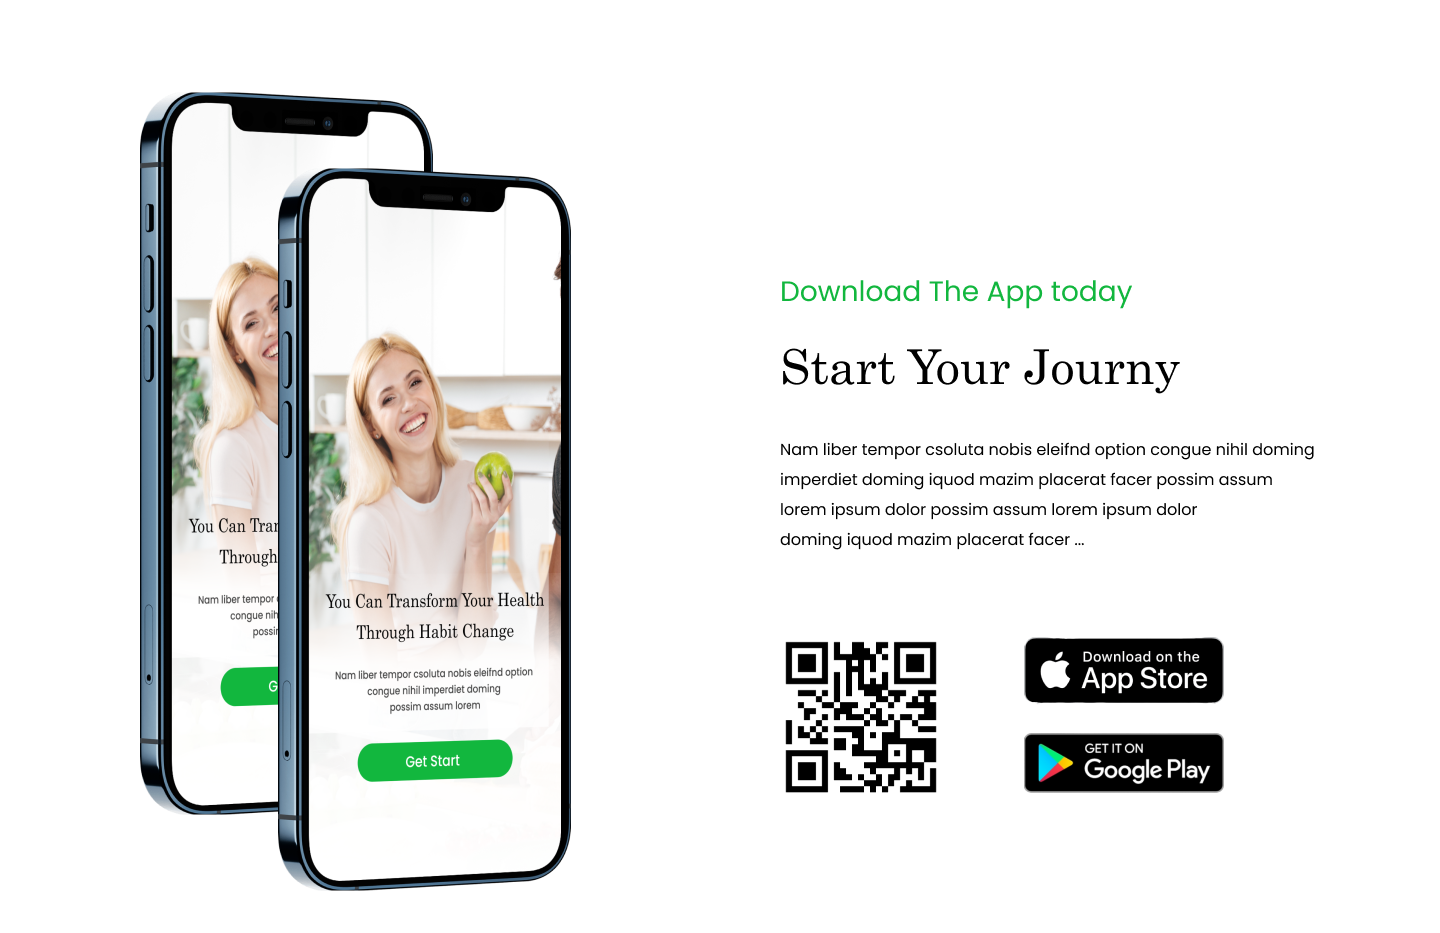 You Can Tran
Through
Nam liber tempor
congue nih
possim
Ge
You Can Transform Your Health
Through Habit Change
Nam liber tempor csoluta nobis eleifnd option
congue nihil imperdiet doming
possim assum lorem
Get Start
Download The App today
Start Your Journy
Nam liber tempor csoluta nobis eleifnd option congue nihil doming
imperdiet doming iquod mazim placerat facer possim assum
lorem ipsum dolor possim assum lorem ipsum dolor
doming iquod mazim placerat facer ...
Download on the
App Store
GET IT ON
Google Play